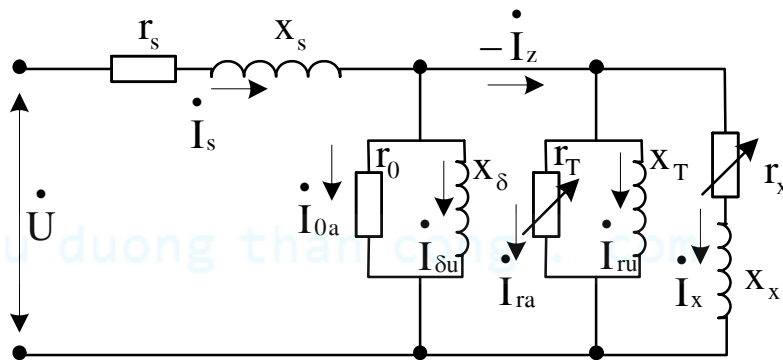 r_s
x_s
İ_s
-İ_z
U̇
r_0
x_δ
İ_0a
İ_δu
r_T
x_T
İ_ra
İ_ru
r_x
İ_x
x_x
u duong than cong . com